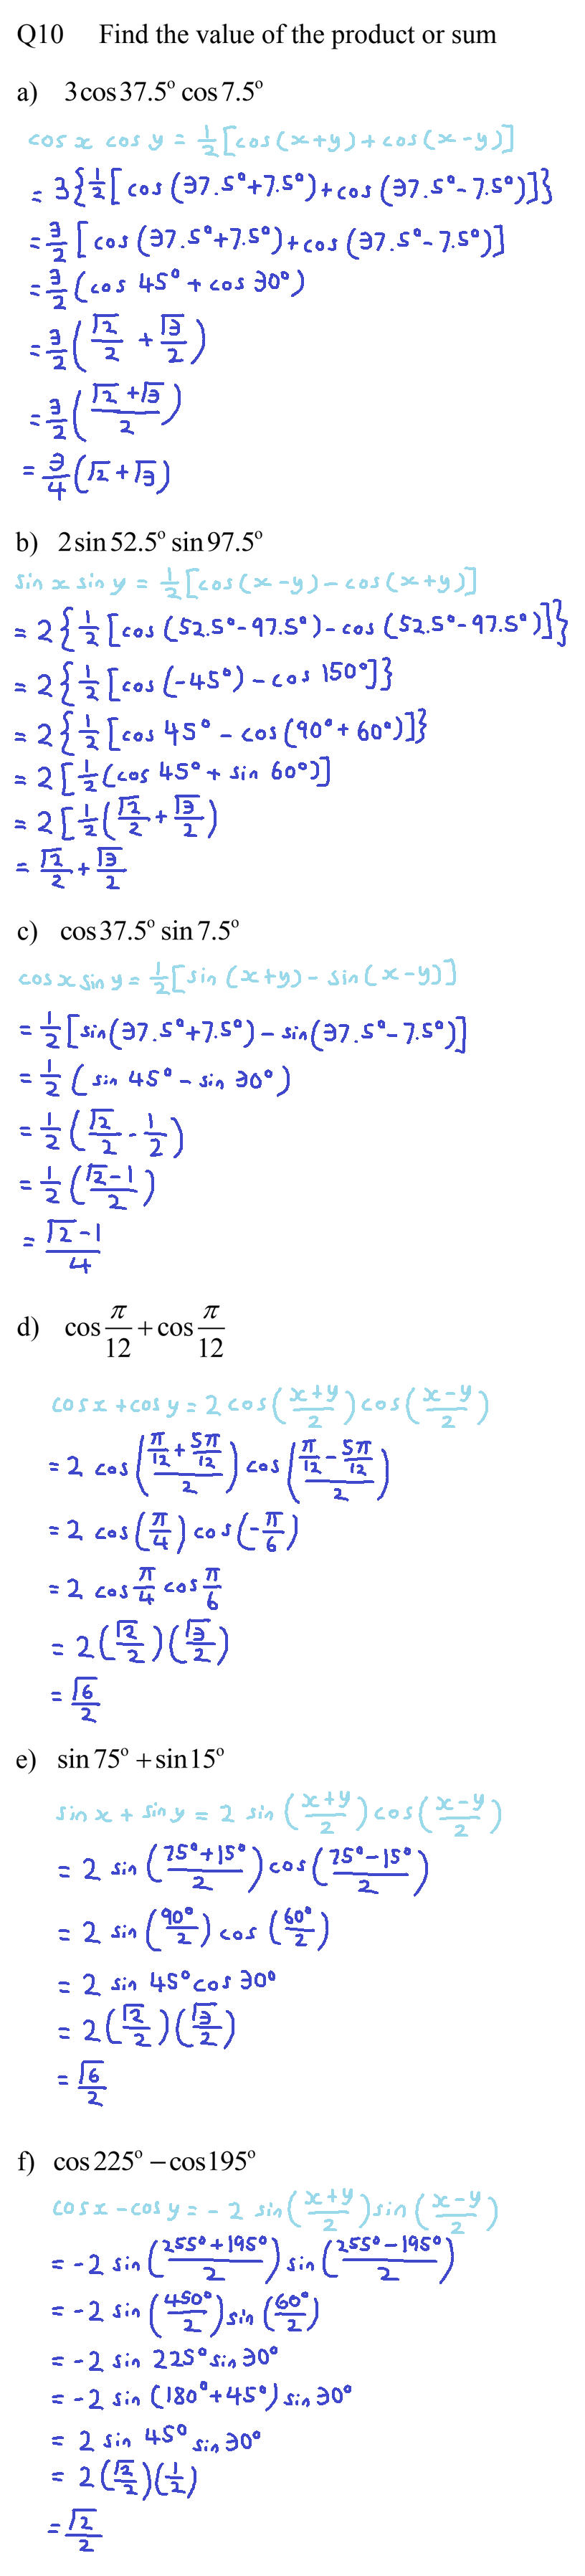 Q10 Find the value of the product or sum
a) 3cos37.5° cos7.5°
cos x cos y = 1/2[cos(x+y)+cos(x-y)]
= 3{1/2[cos(37.5°+7.5°)+cos(37.5°-7.5°)]}
= 3/2[cos(37.5°+7.5°)+cos(37.5°-7.5°)]
= 3/2(cos 45°+cos 30°)
= 3/2(√2/2 + √3/2)
= 3/2((√2+√3)/2)
= 3/4(√2+√3)
b) 2sin52.5° sin97.5°
sin x sin y = 1/2[cos(x-y)-cos(x+y)]
= 2{1/2[cos(52.5°-97.5°)-cos(52.5°-97.5°)]}
= 2{1/2[cos(-45°)-cos 150°]}
= 2{1/2[cos 45° - cos(90°+60°)]}
= 2[1/2(cos 45°+ sin 60°)]
= 2[1/2(√2/2+√3/2)
= √2/2+√3/2
c) cos37.5° sin7.5°
cos x sin y = 1/2[sin(x+y)-sin(x-y)]
= 1/2[sin(37.5°+7.5°)-sin(37.5°-7.5°)]
= 1/2(sin 45°-sin 30°)
= 1/2(√2/2-1/2)
= 1/2((√2-1)/2)
= (√2-1)/4
d) cos π/12 + cos π/12
cos x + cos y = 2 cos((x+y)/2)cos((x-y)/2)
= 2 cos((π/12+5π/12)/2)cos((π/12-5π/12)/2)
= 2 cos(π/4)cos(-π/6)
= 2 cos π/4 cos π/6
= 2(√2/2)(√3/2)
= √6/2
e) sin75° +sin15°
sin x + sin y = 2 sin((x+y)/2)cos((x-y)/2)
= 2 sin((75°+15°)/2)cos((75°-15°)/2)
= 2 sin(90°/2)cos(60°/2)
= 2 sin 45°cos 30°
= 2(√2/2)(√3/2)
= √6/2
f) cos225° −cos195°
cos x - cos y = -2 sin((x+y)/2)sin((x-y)/2)
= -2 sin((255°+195°)/2)sin((255°-195°)/2)
= -2 sin(450°/2)sin(60°/2)
= -2 sin 225°sin 30°
= -2 sin(180°+45°)sin 30°
= 2 sin 45° sin 30°
= 2(√2/2)(1/2)
= √2/2